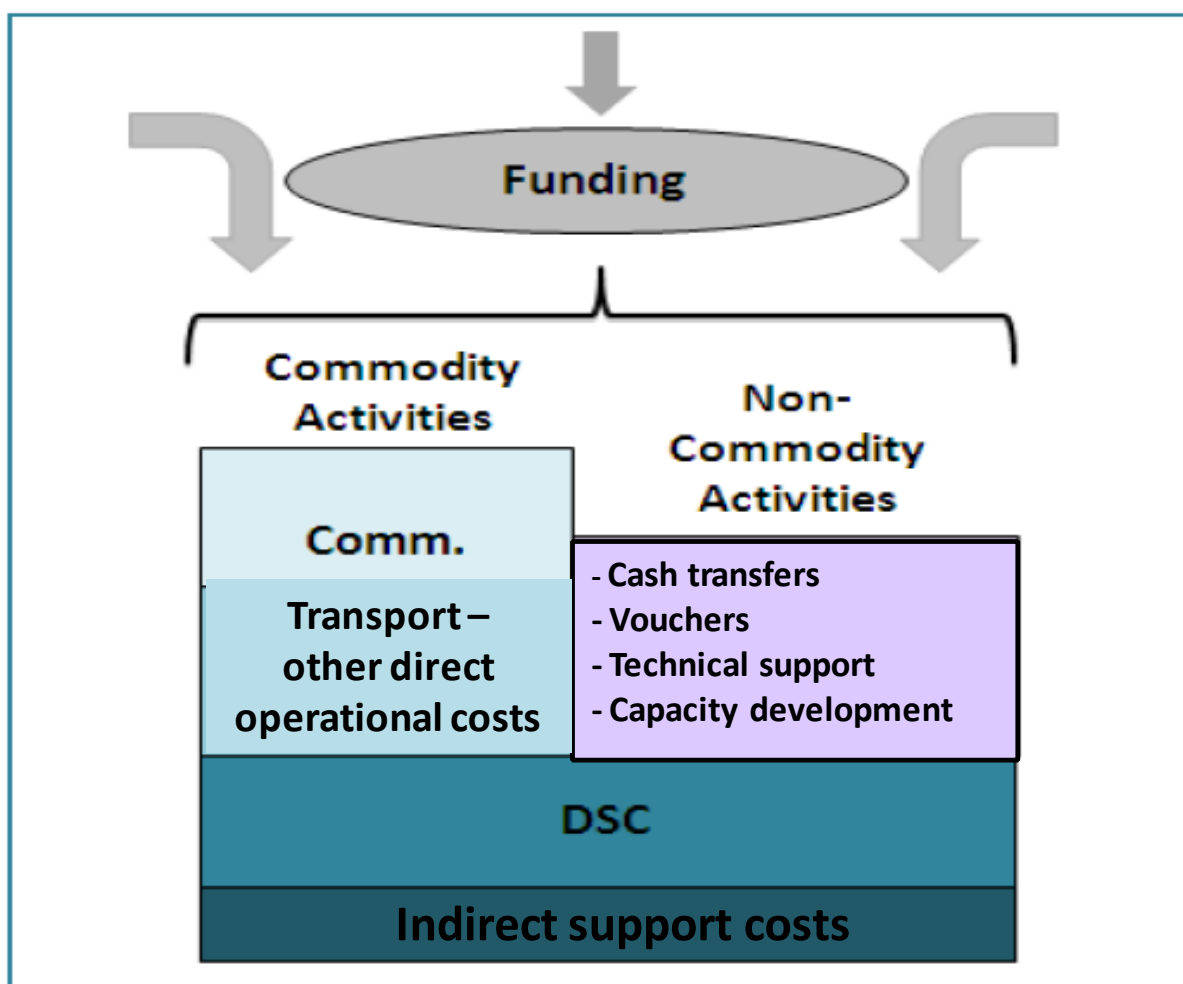 Funding
Commodity
Activities
Non-
Commodity
Activities
Comm.
Transport –
other direct
operational costs
- Cash transfers
- Vouchers
- Technical support
- Capacity development
DSC
Indirect support costs